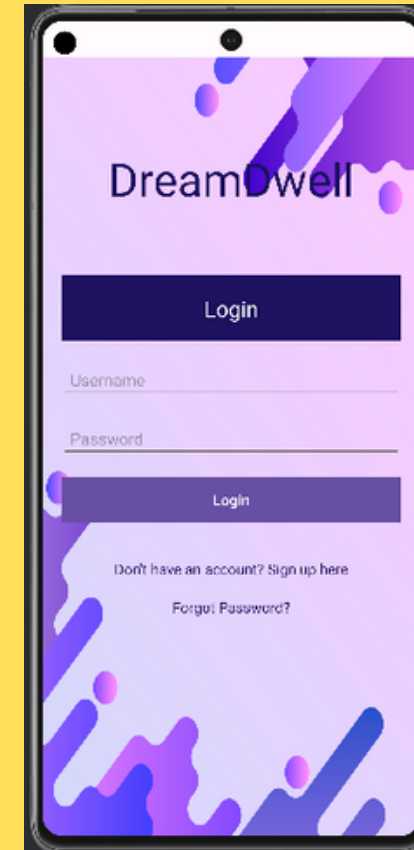 DreamDwell
Login
Username
Password
Login
Don't have an account? Sign up here
Forgot Password?